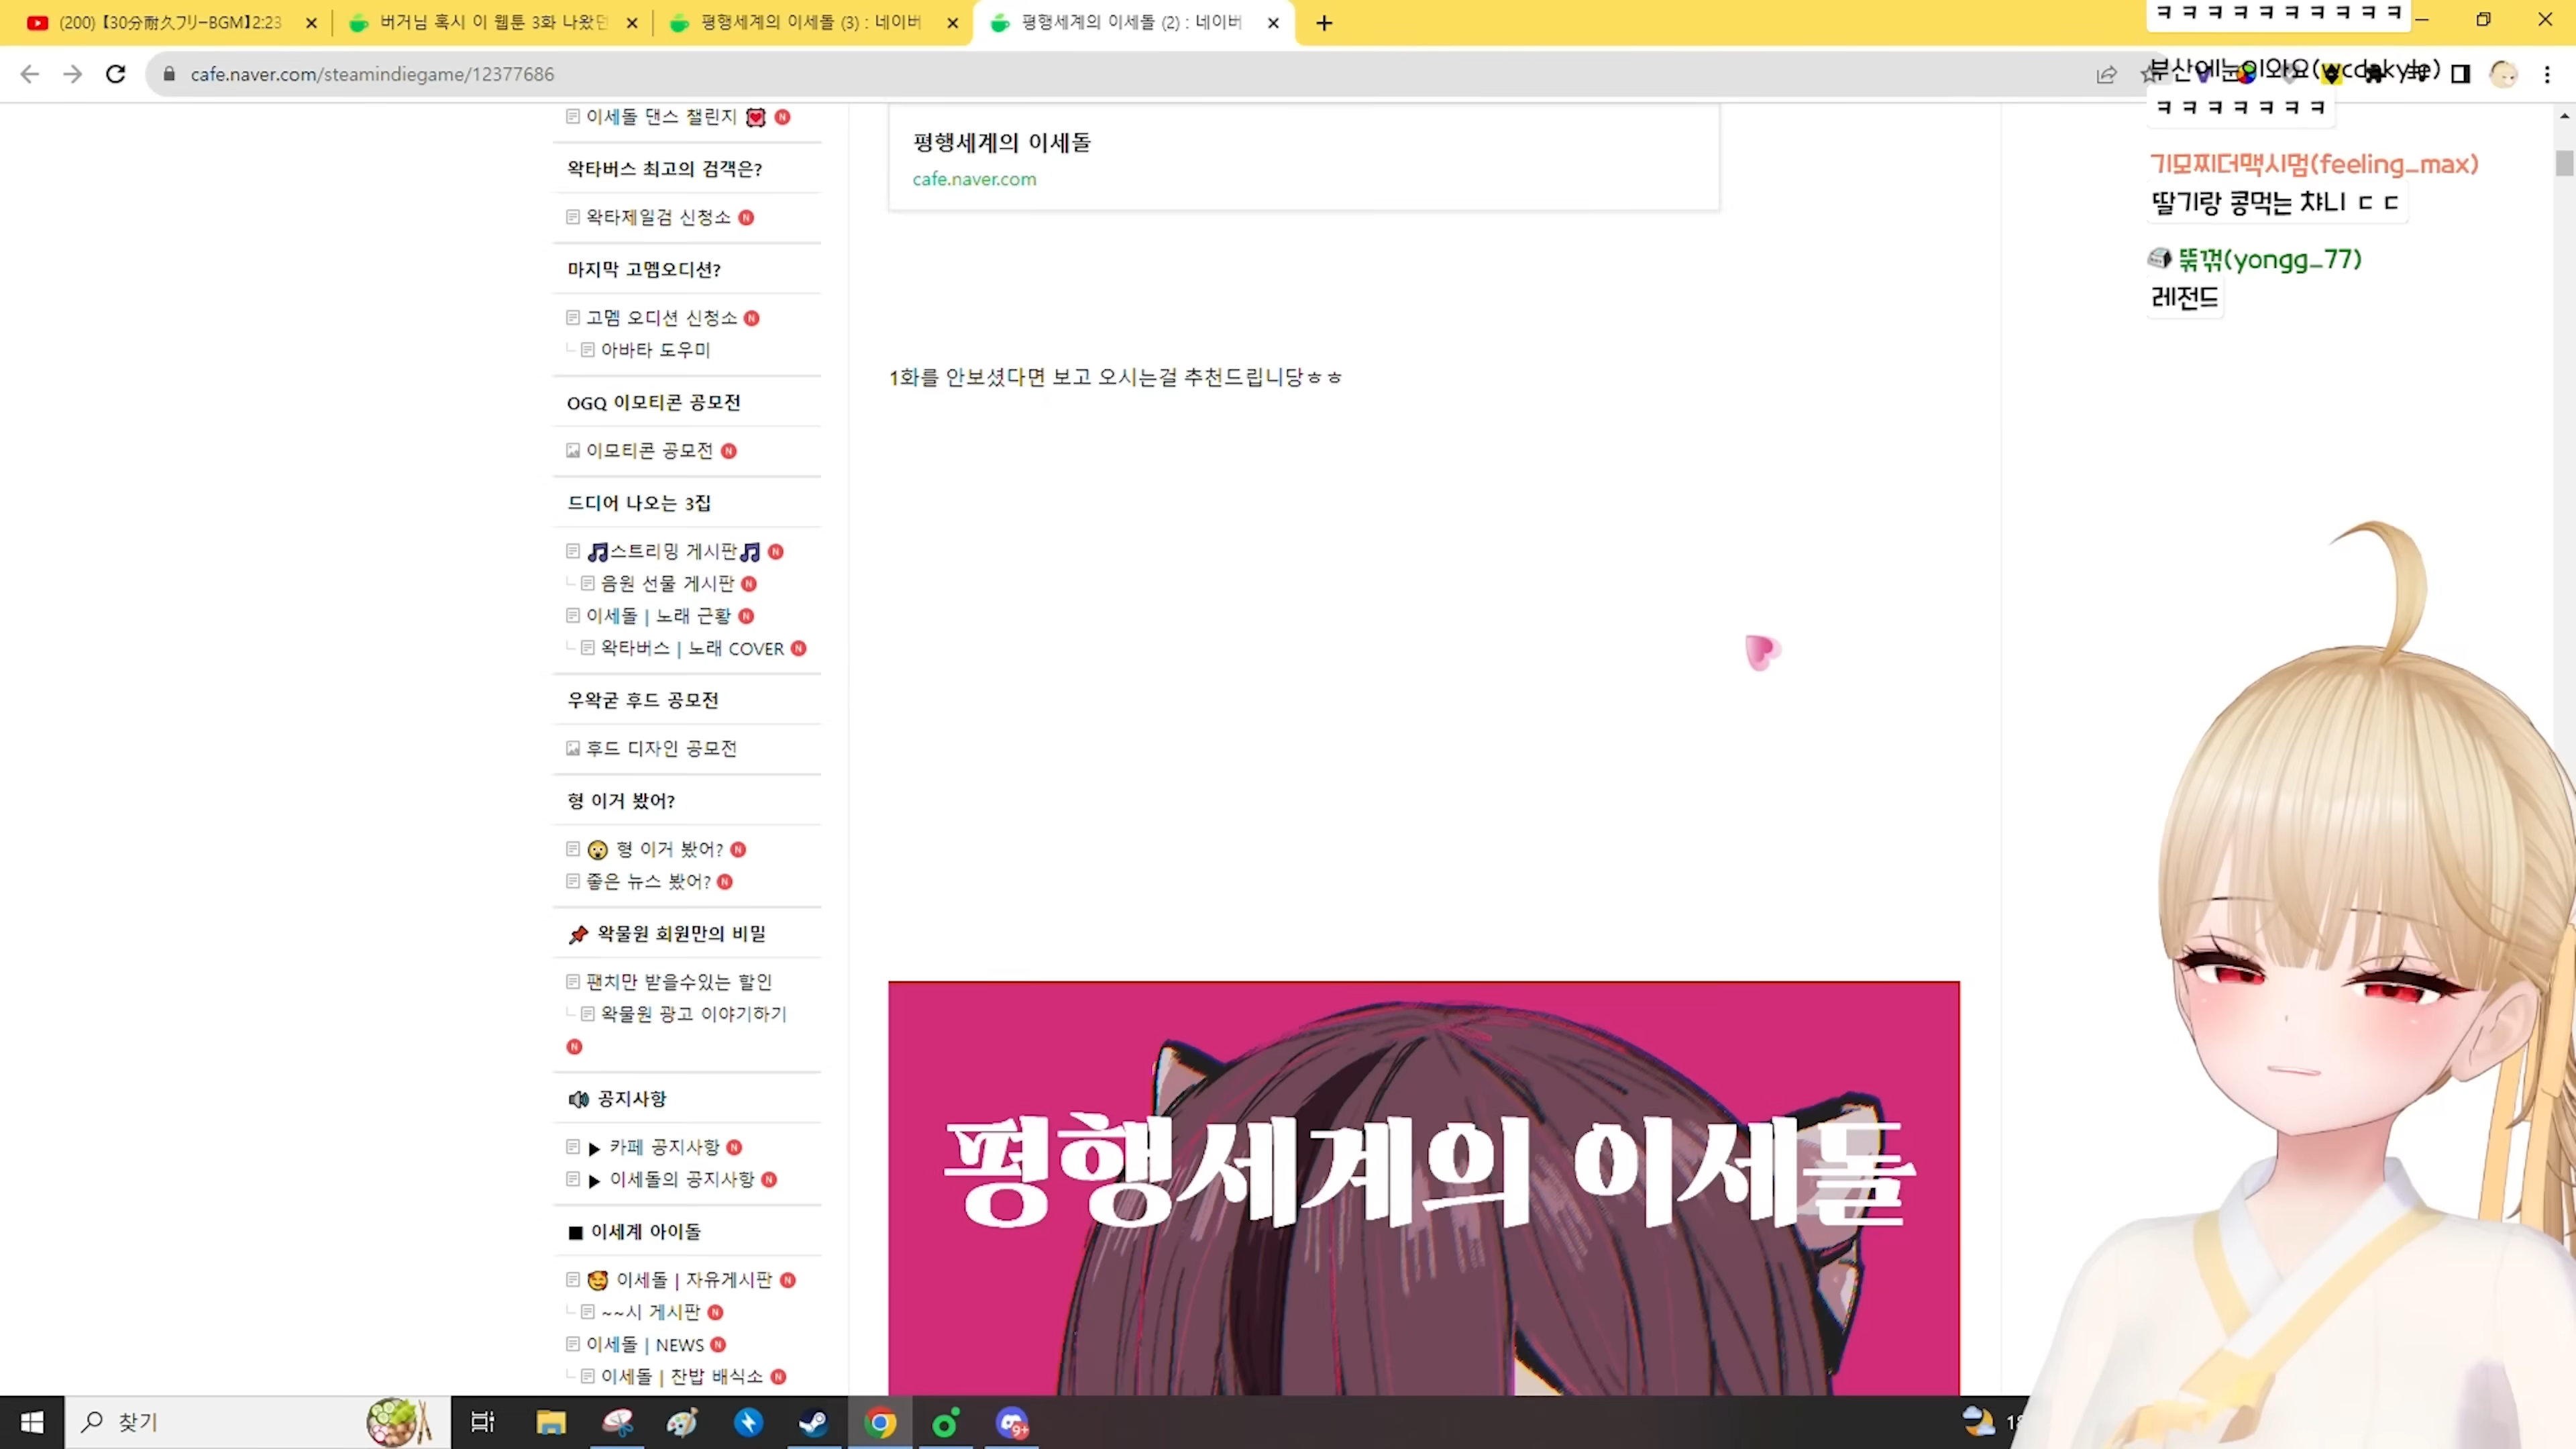 (200)【30分耐久フリーBGM】2:23
버거님 혹시 이 웹툰 3화 나왔던
평행세계의 이세돌 (3) : 네이버
평행세계의 이세돌 (2) : 네이버
cafe.naver.com/steamindiegame/12377686
이세돌 댄스 챌린지 💓 N
왁타버스 최고의 검객은?
왁타제일검 신청소 N
마지막 고멤오디션?
고멤 오디션 신청소 N
아바타 도우미
OGQ 이모티콘 공모전
이모티콘 공모전 N
드디어 나오는 3집
🎵스트리밍 게시판🎵 N
음원 선물 게시판 N
이세돌 | 노래 근황 N
왁타버스 | 노래 COVER N
우왁굳 후드 공모전
후드 디자인 공모전
형 이거 봤어?
😲 형 이거 봤어? N
좋은 뉴스 봤어? N
📌 왁물원 회원만의 비밀
팬치만 받을수있는 할인
왁물원 광고 이야기하기
N
🔊 공지사항
▶ 카페 공지사항 N
▶ 이세돌의 공지사항 N
■ 이세계 아이돌
🥰 이세돌 | 자유게시판 N
~~시 게시판 N
이세돌 | NEWS N
이세돌 | 찬밥 배식소 N
평행세계의 이세돌
cafe.naver.com
1화를 안보셨다면 보고 오시는걸 추천드립니당ㅎㅎ
평행세계의 이세돌
ㅋㅋㅋㅋㅋㅋㅋㅋㅋㅋ
부산에눈이와요
ㅋㅋㅋㅋㅋㅋㅋ
기모찌더맥시멈(feeling_max)
딸기랑 콩먹는 챠니 ㄷㄷ
뚞꺾(yongg_77)
레전드
찾기
9+